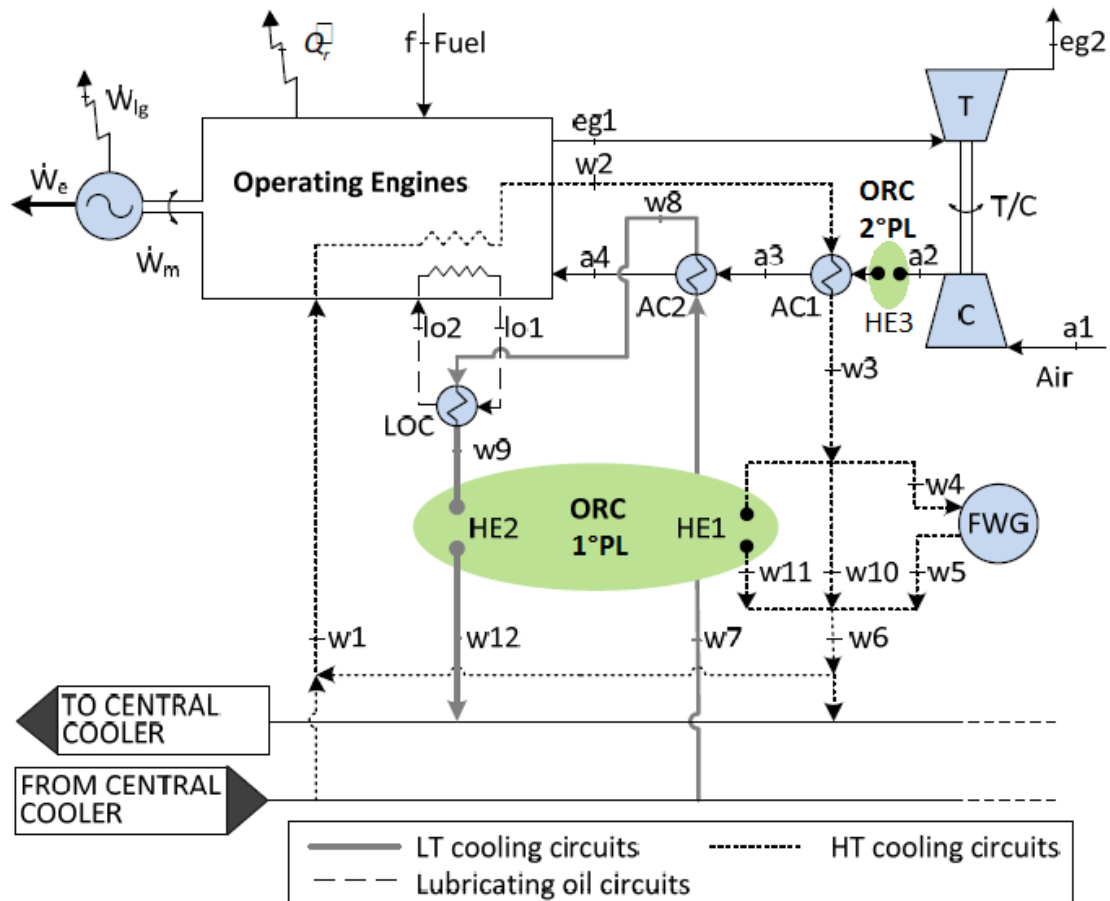 Q̇r
f
Fuel
eg2
Ẇlg
eg1
T
w2
Ẇe
Operating Engines
ORC
2°PL
T/C
w8
Ẇm
a4
a3
a2
AC2
AC1
HE3
C
lo2
lo1
a1
w3
Air
LOC
w9
w4
ORC
1°PL
HE2
HE1
FWG
w11
w10
w5
w1
w12
w7
w6
TO CENTRAL
COOLER
FROM CENTRAL
COOLER
LT cooling circuits
HT cooling circuits
Lubricating oil circuits